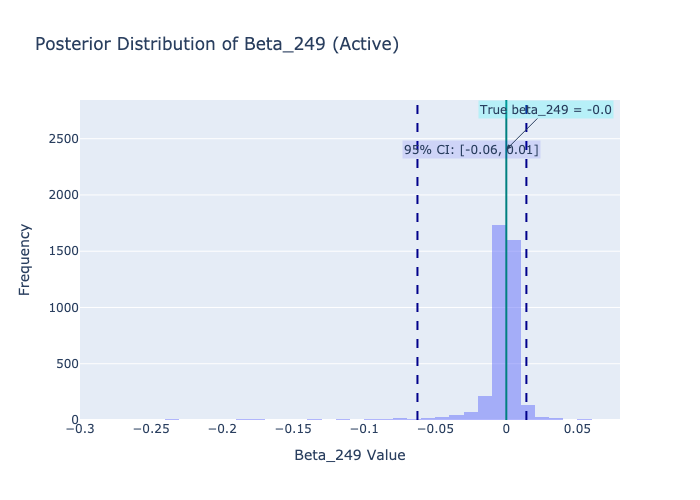 Posterior Distribution of Beta_249 (Active)
True beta_249 = -0.0
95% CI: [-0.06, 0.01]
2500
2000
1500
1000
500
0
Frequency
−0.3
−0.25
−0.2
−0.15
−0.1
−0.05
0
0.05
Beta_249 Value